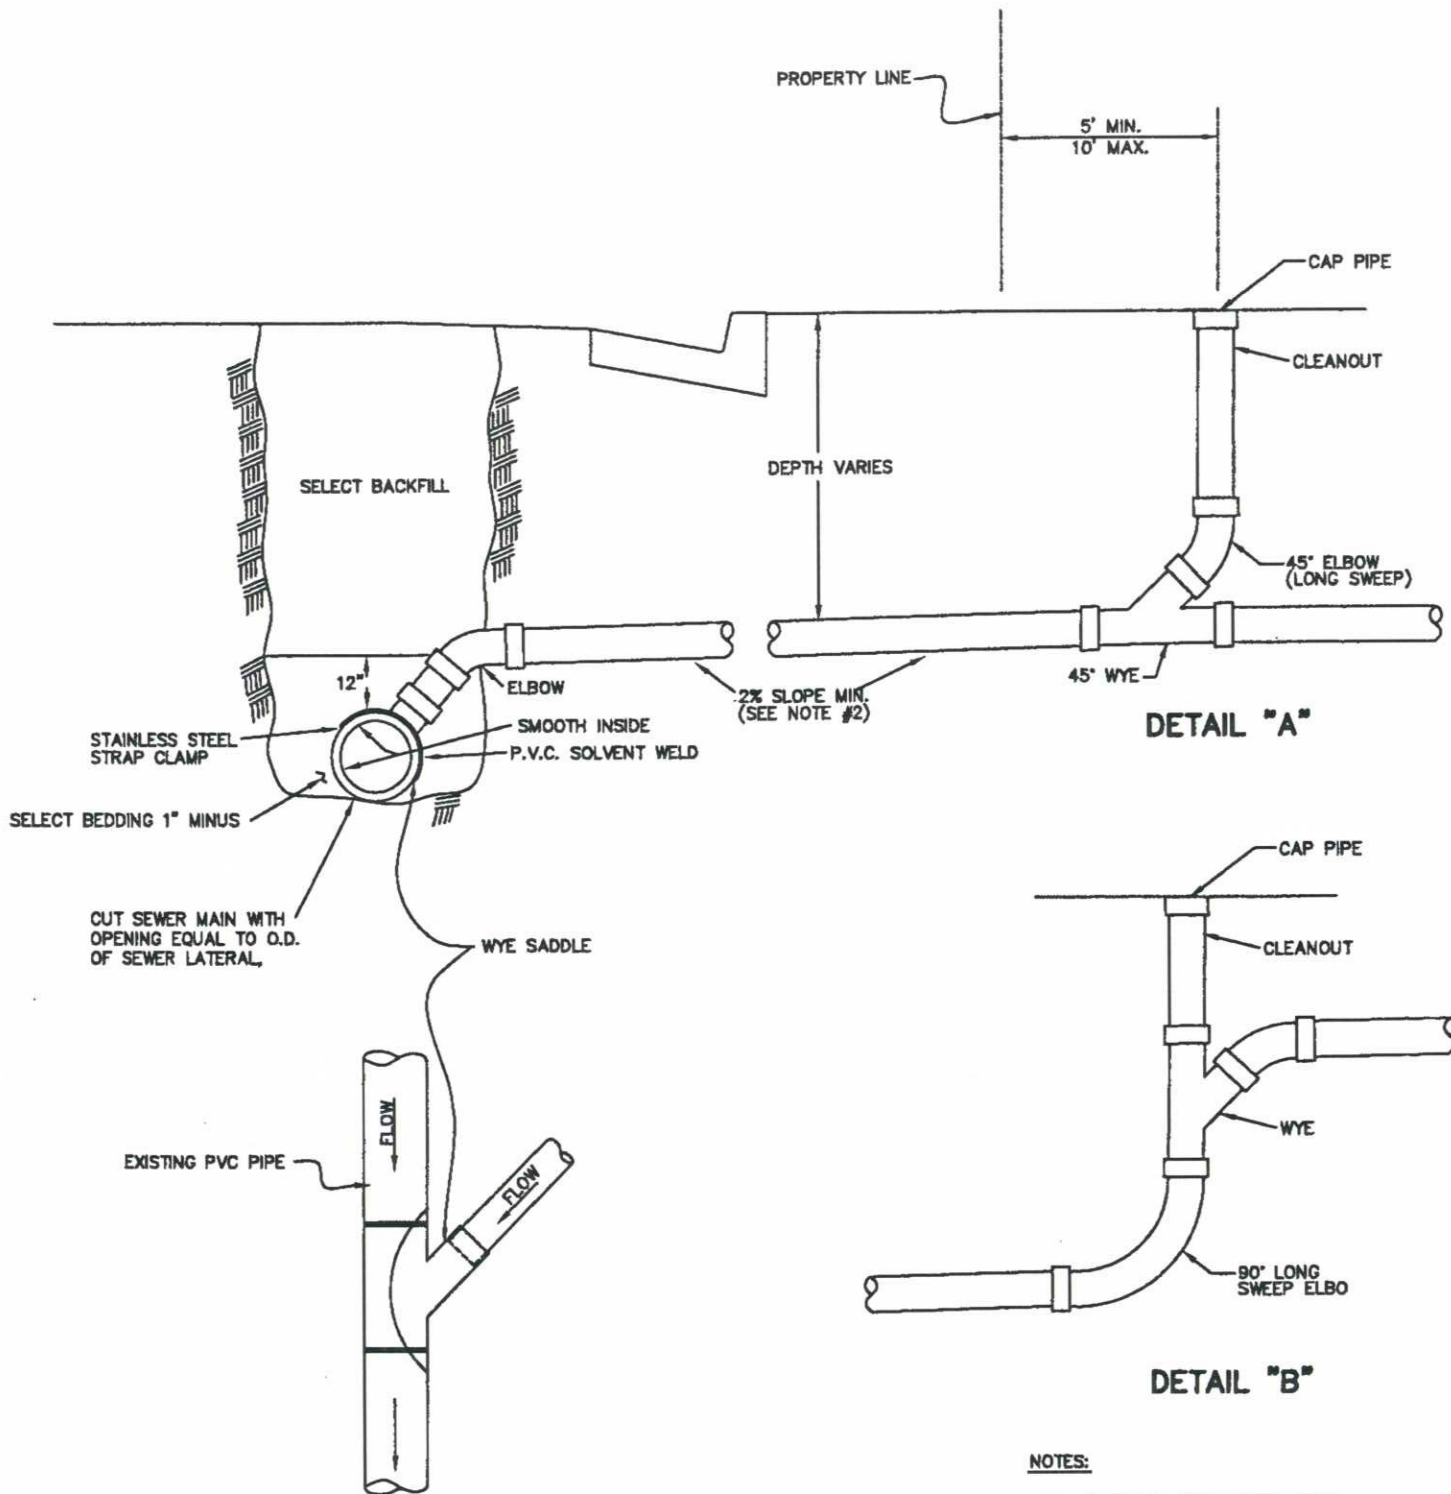 PROPERTY LINE
5' MIN.
10' MAX.
CAP PIPE
CLEANOUT
SELECT BACKFILL
DEPTH VARIES
45° ELBOW
(LONG SWEEP)
12"
ELBOW
2% SLOPE MIN.
(SEE NOTE #2)
45° WYE
DETAIL "A"
STAINLESS STEEL
STRAP CLAMP
SMOOTH INSIDE
P.V.C. SOLVENT WELD
SELECT BEDDING 1" MINUS
CUT SEWER MAIN WITH
OPENING EQUAL TO O.D.
OF SEWER LATERAL,
WYE SADDLE
CAP PIPE
CLEANOUT
WYE
FLOW
FLOW
EXISTING PVC PIPE
90° LONG
SWEEP ELBO
DETAIL "B"
NOTES: